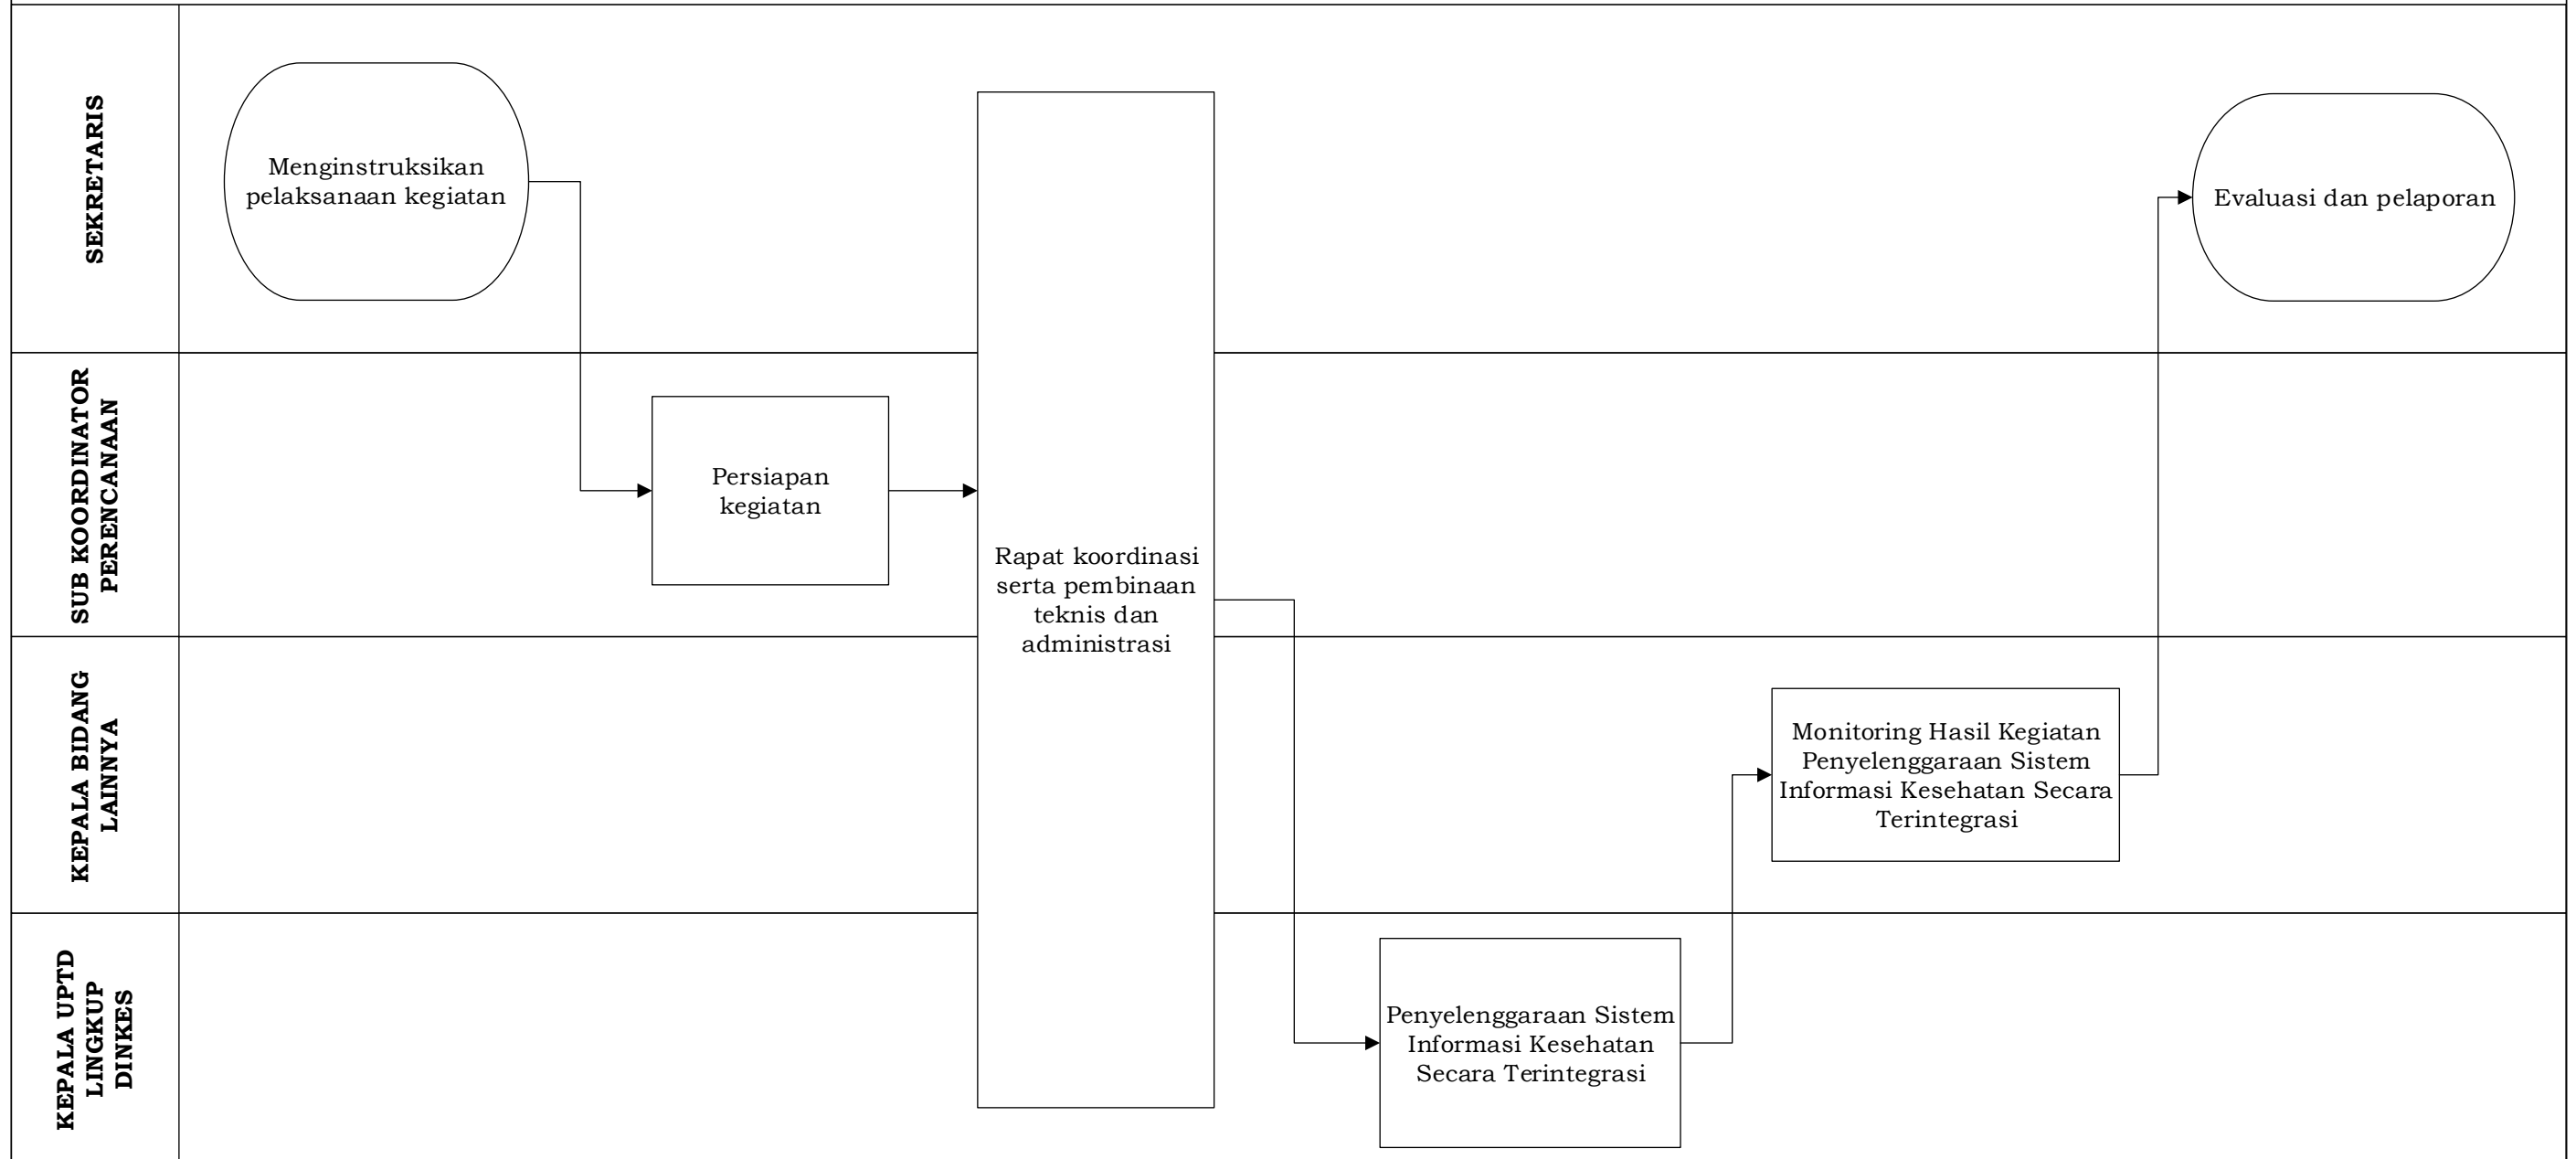 SEKRETARIS
Menginstruksikan
pelaksanaan kegiatan
Evaluasi dan pelaporan
SUB KOORDINATOR
PERENCANAAN
Persiapan
kegiatan
Rapat koordinasi
serta pembinaan
teknis dan
administrasi
KEPALA BIDANG
LAINNYA
Monitoring Hasil Kegiatan
Penyelenggaraan Sistem
Informasi Kesehatan Secara
Terintegrasi
KEPALA UPTD
LINGKUP
DINKES
Penyelenggaraan Sistem
Informasi Kesehatan
Secara Terintegrasi